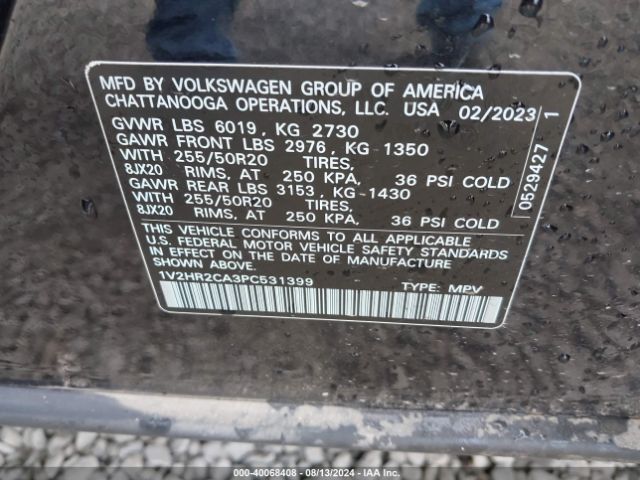 MFD BY VOLKSWAGEN GROUP OF AMERICA
CHATTANOOGA OPERATIONS, LLC. USA 02/2023
GVWR LBS 6019, KG 2730
GAWR FRONT LBS 2976, KG 1350
WITH 255/50R20 TIRES,
8JX20 RIMS, AT 250 KPA, 36 PSI COLD
GAWR REAR LBS 3153, KG-1430
WITH 255/50R20 TIRES,
8JX20 RIMS, AT 250 KPA, 36 PSI COLD
THIS VEHICLE CONFORMS TO ALL APPLICABLE
U.S. FEDERAL MOTOR VEHICLE SAFETY STANDARDS
IN EFFECT ON THE DATE OF MANUFACTURE
SHOWN ABOVE.
1V2HR2CA3PC531399 TYPE: MPV
0529427 1
000-40068408 - 08/13/2024 - IAA Inc.